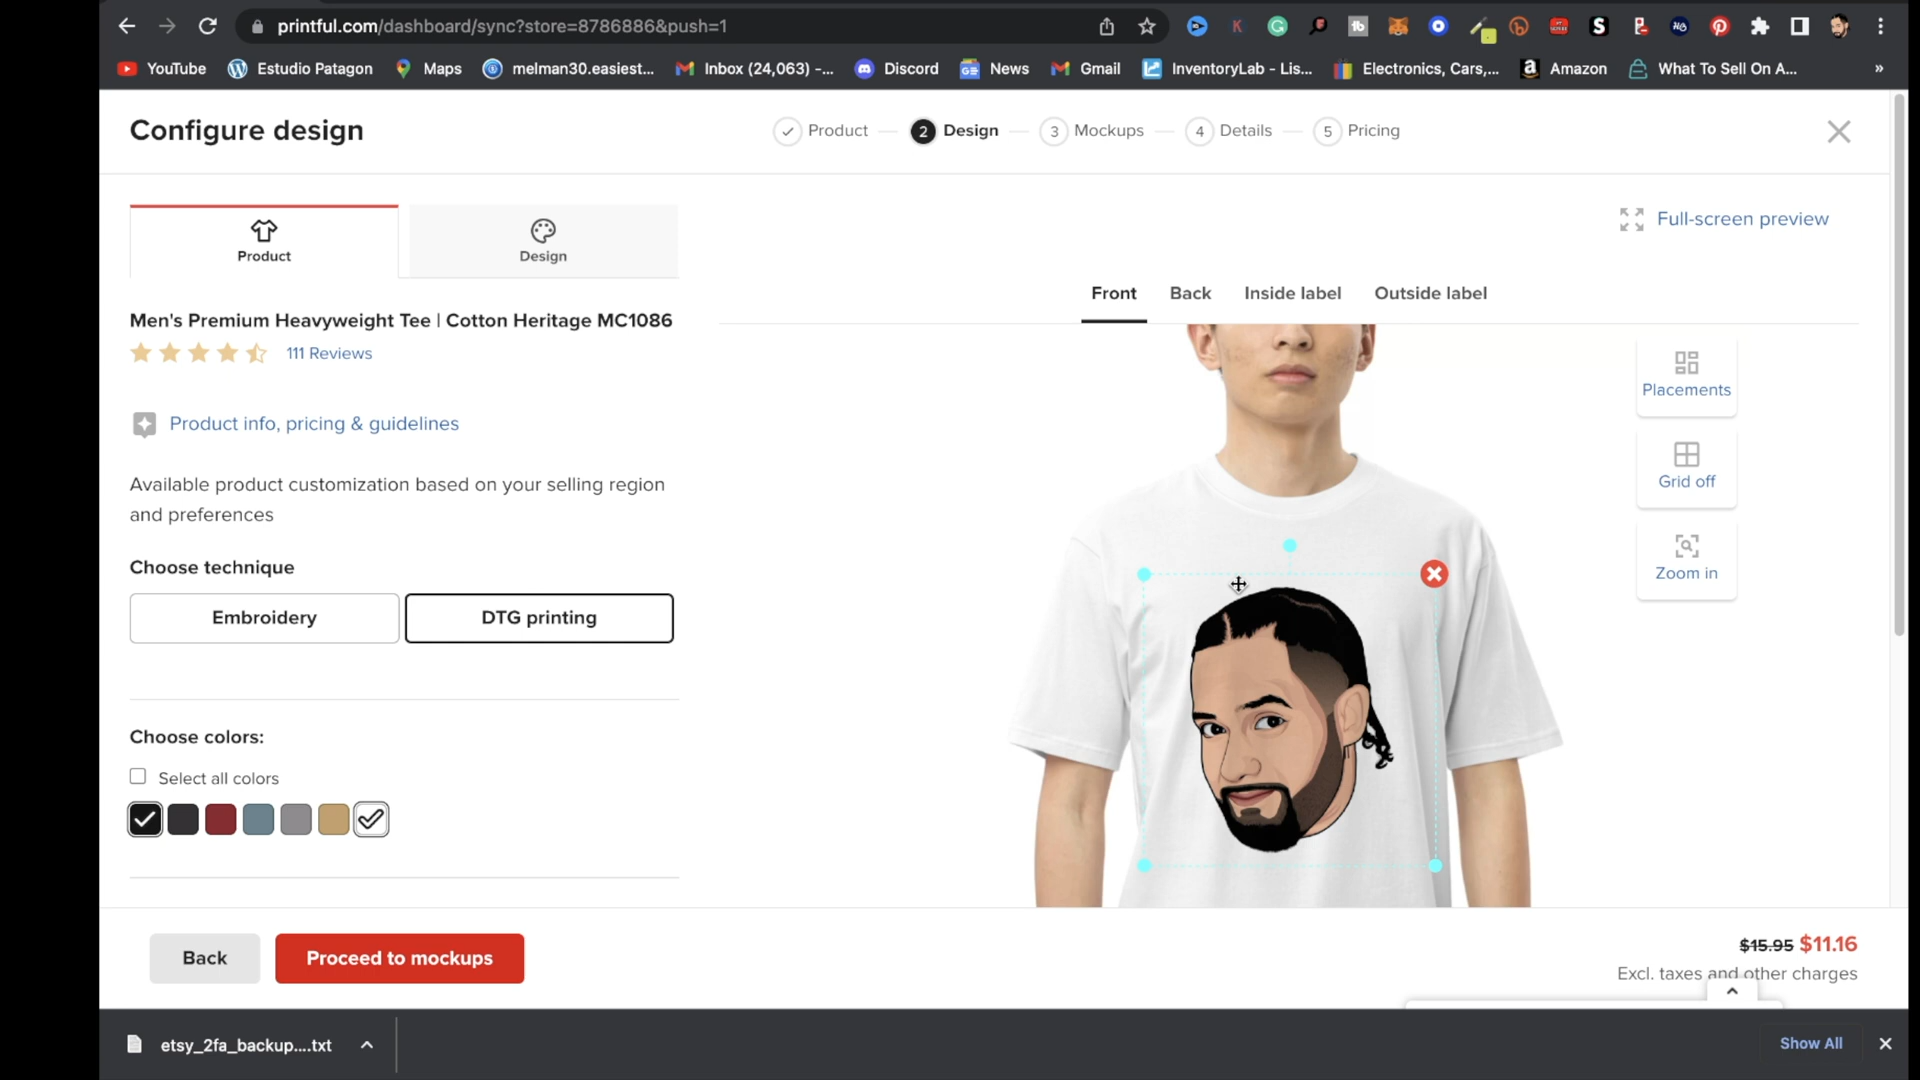 printful.com/dashboard/sync?store=8786886&push=1
YouTube Estudio Patagon Maps melman30.easiest... Inbox (24,063) -... Discord News Gmail InventoryLab - Lis... Electronics, Cars,... Amazon What To Sell On A... »
Configure design
Product 2 Design 3 Mockups 4 Details 5 Pricing
Full-screen preview
Product
Design
Front Back Inside label Outside label
Men's Premium Heavyweight Tee | Cotton Heritage MC1086
111 Reviews
Product info, pricing & guidelines
Available product customization based on your selling region
and preferences
Choose technique
Embroidery DTG printing
Choose colors:
Select all colors
Placements
Grid off
Zoom in
Back Proceed to mockups
$15.95 $11.16
Excl. taxes and other charges
etsy_2fa_backup....txt
Show All